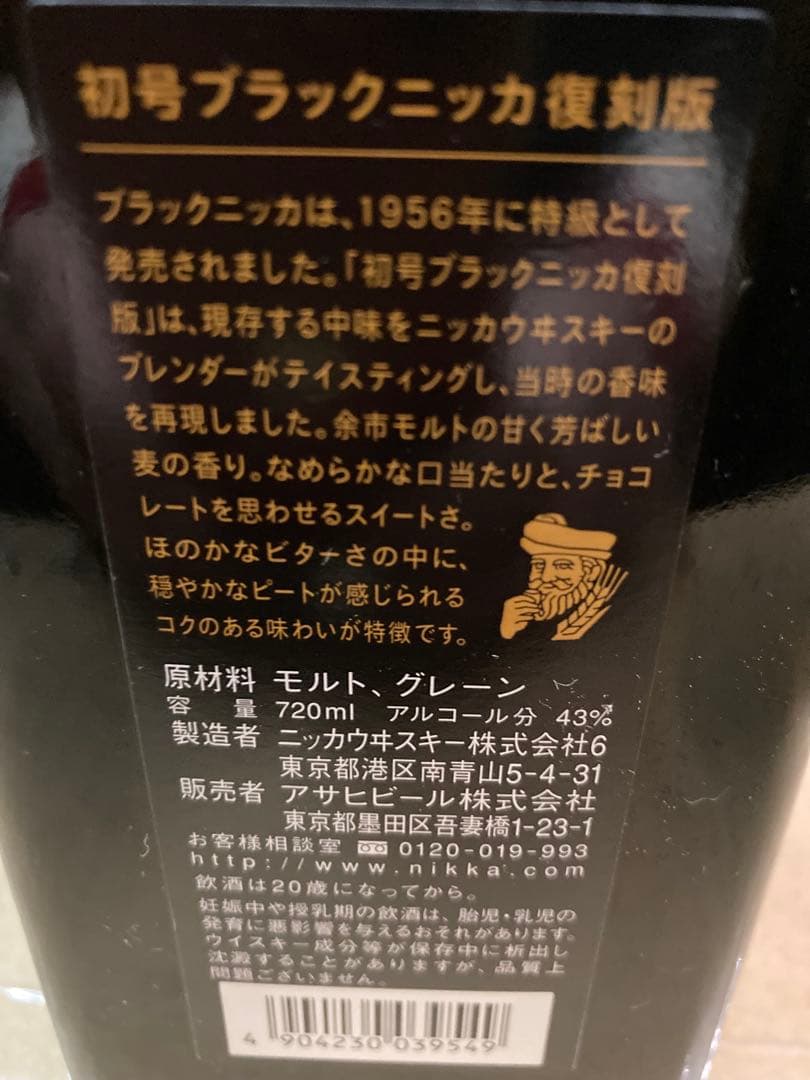 初号ブラックニッカ復刻版
ブラックニッカは、1956年に特級として
発売されました。「初号ブラックニッカ復刻
版」は、現存する中味をニッカウヰスキーの
ブレンダーがテイスティングし、当時の香味
を再現しました。余市モルトの甘く芳ばしい
麦の香り。なめらかな口当たりと、チョコ
レートを思わせるスイートさ。
ほのかなビターさの中に、
穏やかなピートが感じられる
コクのある味わいが特徴です。
原材料 モルト、グレーン
容量 720ml アルコール分 43%
製造者 ニッカウヰスキー株式会社6
東京都港区南青山5-4-31
販売者 アサヒビール株式会社
東京都墨田区吾妻橋1-23-1
お客様相談室 0120-019-993
http://www.nikka.com
飲酒は20歳になってから。
妊娠中や授乳期の飲酒は、胎児・乳児の
発育に悪影響を与えるおそれがあります。
ウイスキー成分等が保存中に析出し
沈澱することがありますが、品質上
問題ございません。
4 904230 039549